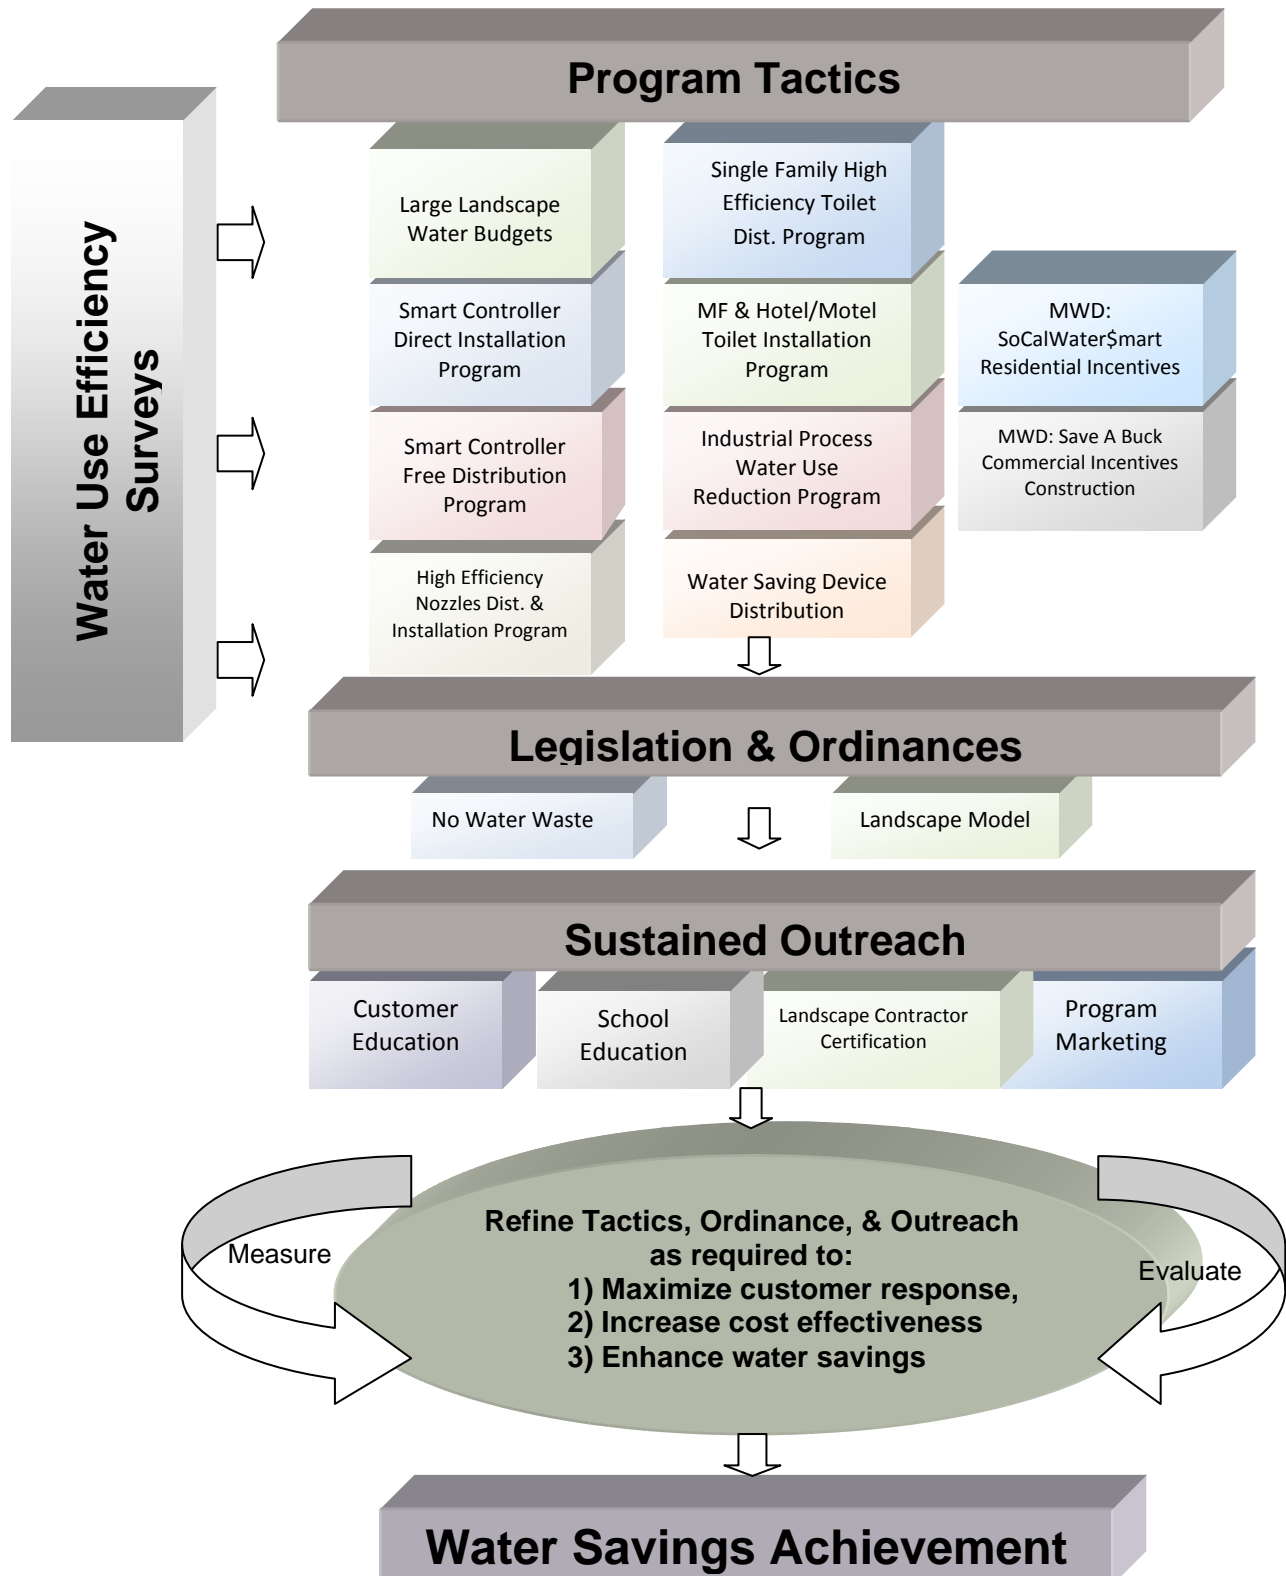 Program Tactics
Water Use Efficiency
Surveys
Large Landscape
Water Budgets
Smart Controller
Direct Installation
Program
Smart Controller
Free Distribution
Program
High Efficiency
Nozzles Dist. &
Installation Program
Single Family High
Efficiency Toilet
Dist. Program
MF & Hotel/Motel
Toilet Installation
Program
Industrial Process
Water Use
Reduction Program
Water Saving Device
Distribution
MWD:
SoCalWater$mart
Residential Incentives
MWD: Save A Buck
Commercial Incentives
Construction
Legislation & Ordinances
No Water Waste
Landscape Model
Sustained Outreach
Customer
Education
School
Education
Landscape Contractor
Certification
Program
Marketing
Measure
Refine Tactics, Ordinance, & Outreach
as required to:
1) Maximize customer response,
2) Increase cost effectiveness
3) Enhance water savings
Evaluate
Water Savings Achievement